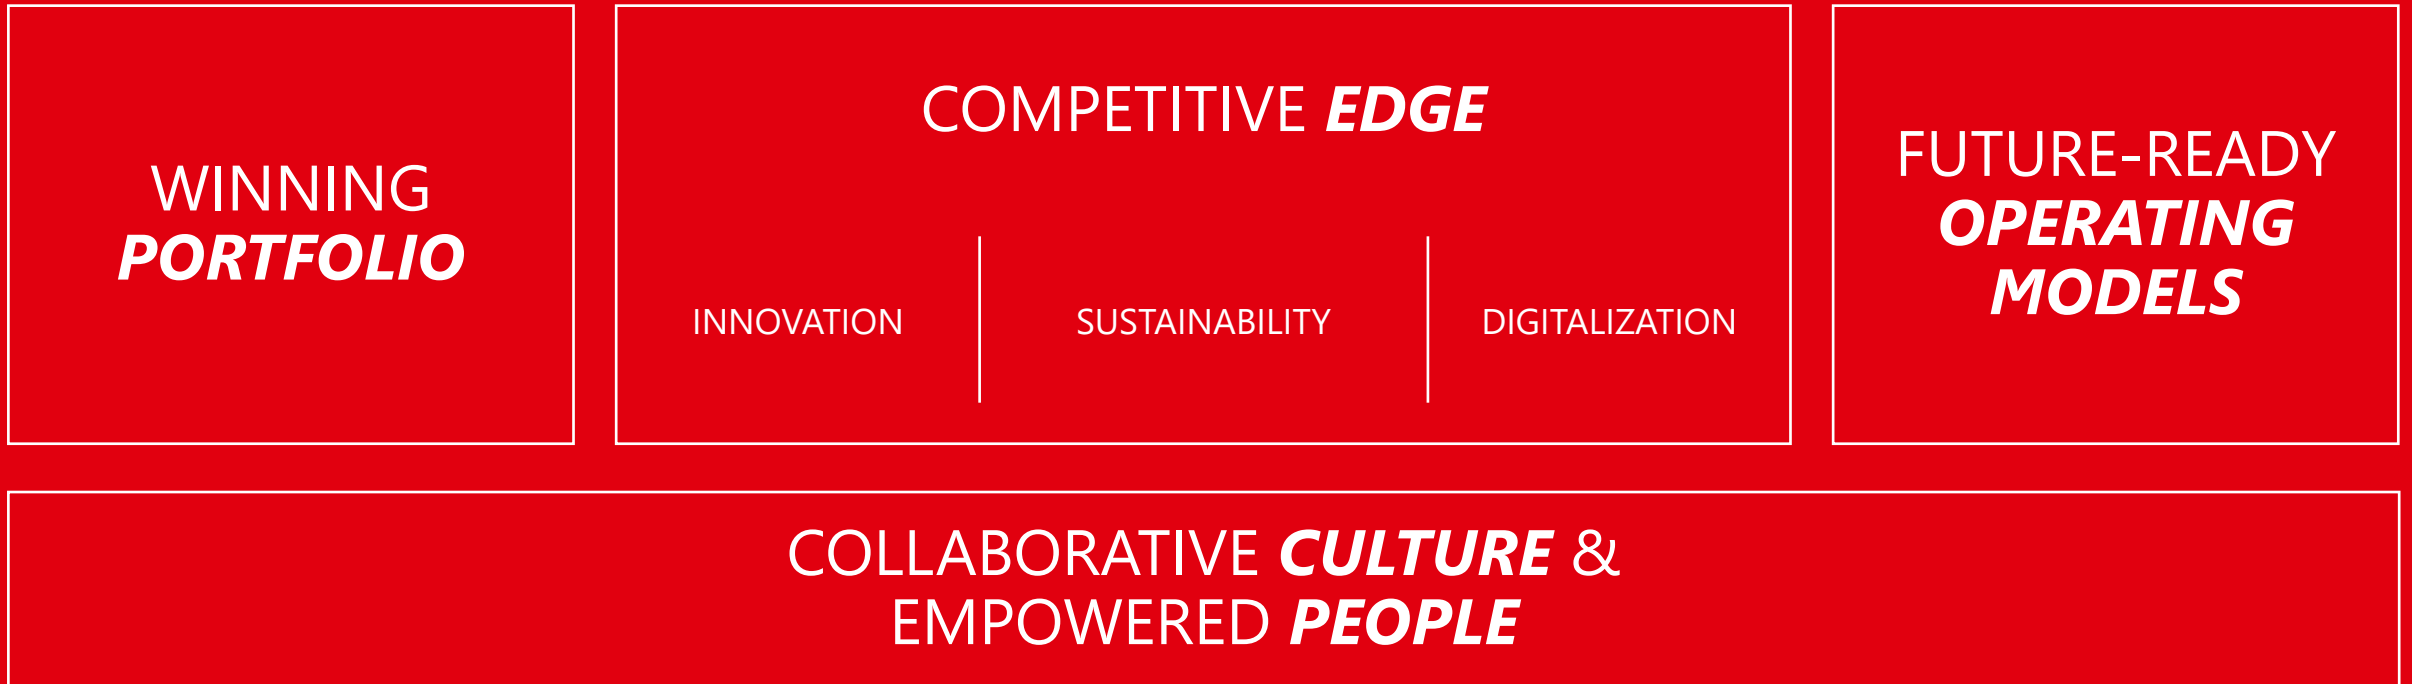 WINNING
PORTFOLIO
COMPETITIVE EDGE
INNOVATION
SUSTAINABILITY
DIGITALIZATION
FUTURE-READY
OPERATING
MODELS
COLLABORATIVE CULTURE &
EMPOWERED PEOPLE